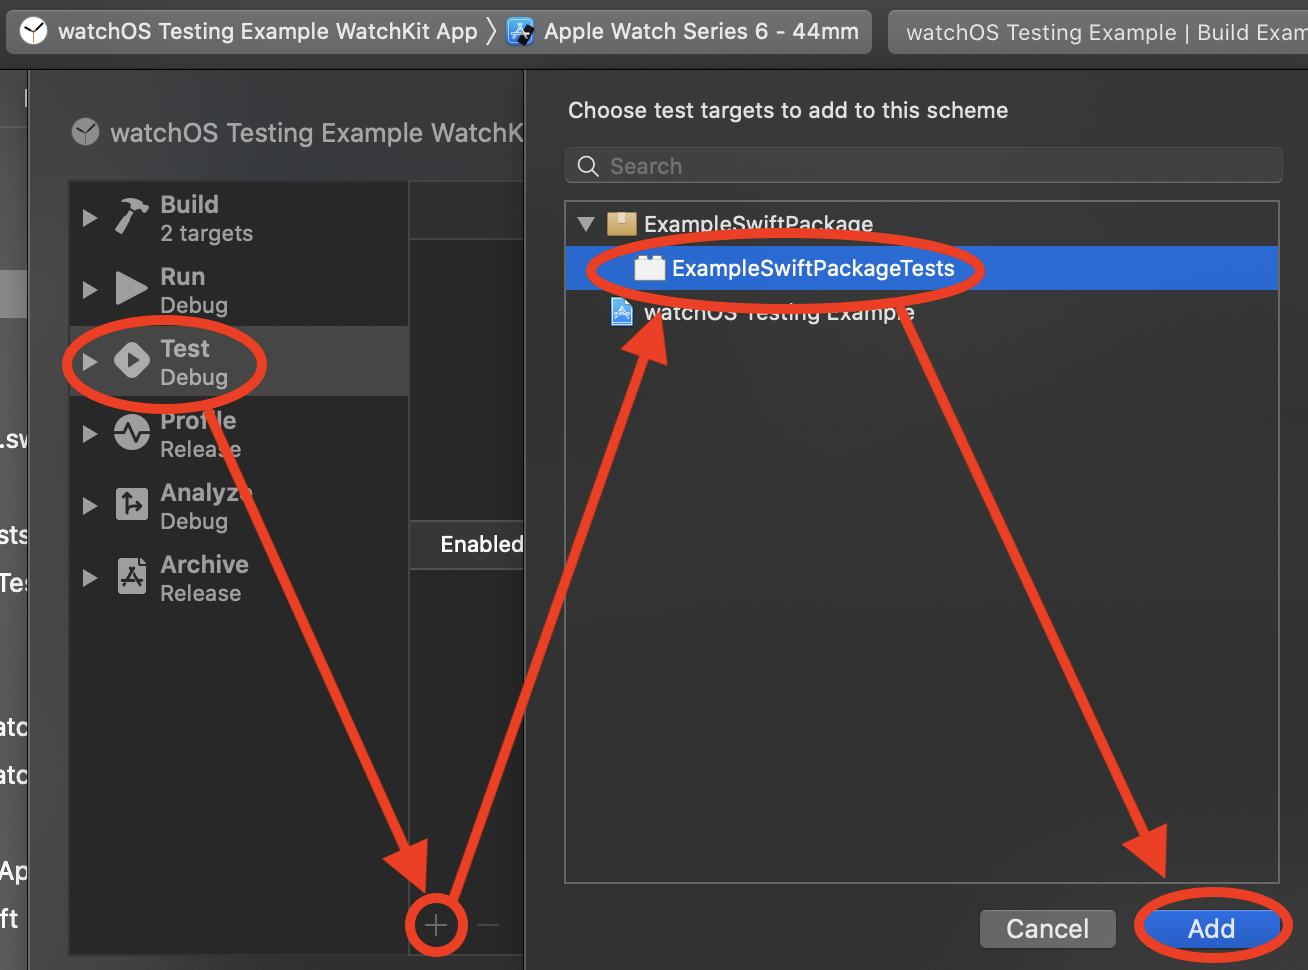 watchOS Testing Example WatchKit App
Apple Watch Series 6 - 44mm
watchOS Testing Example | Build Exam
watchOS Testing Example WatchK
Build
2 targets
Run
Debug
Test
Debug
Profile
Release
Analyze
Debug
Archive
Release
Enabled
Choose test targets to add to this scheme
Search
ExampleSwiftPackage
ExampleSwiftPackageTests
watchOS Testing Example
Cancel
Add
.sw
sts
Tes
atc
atc
Ap
ft